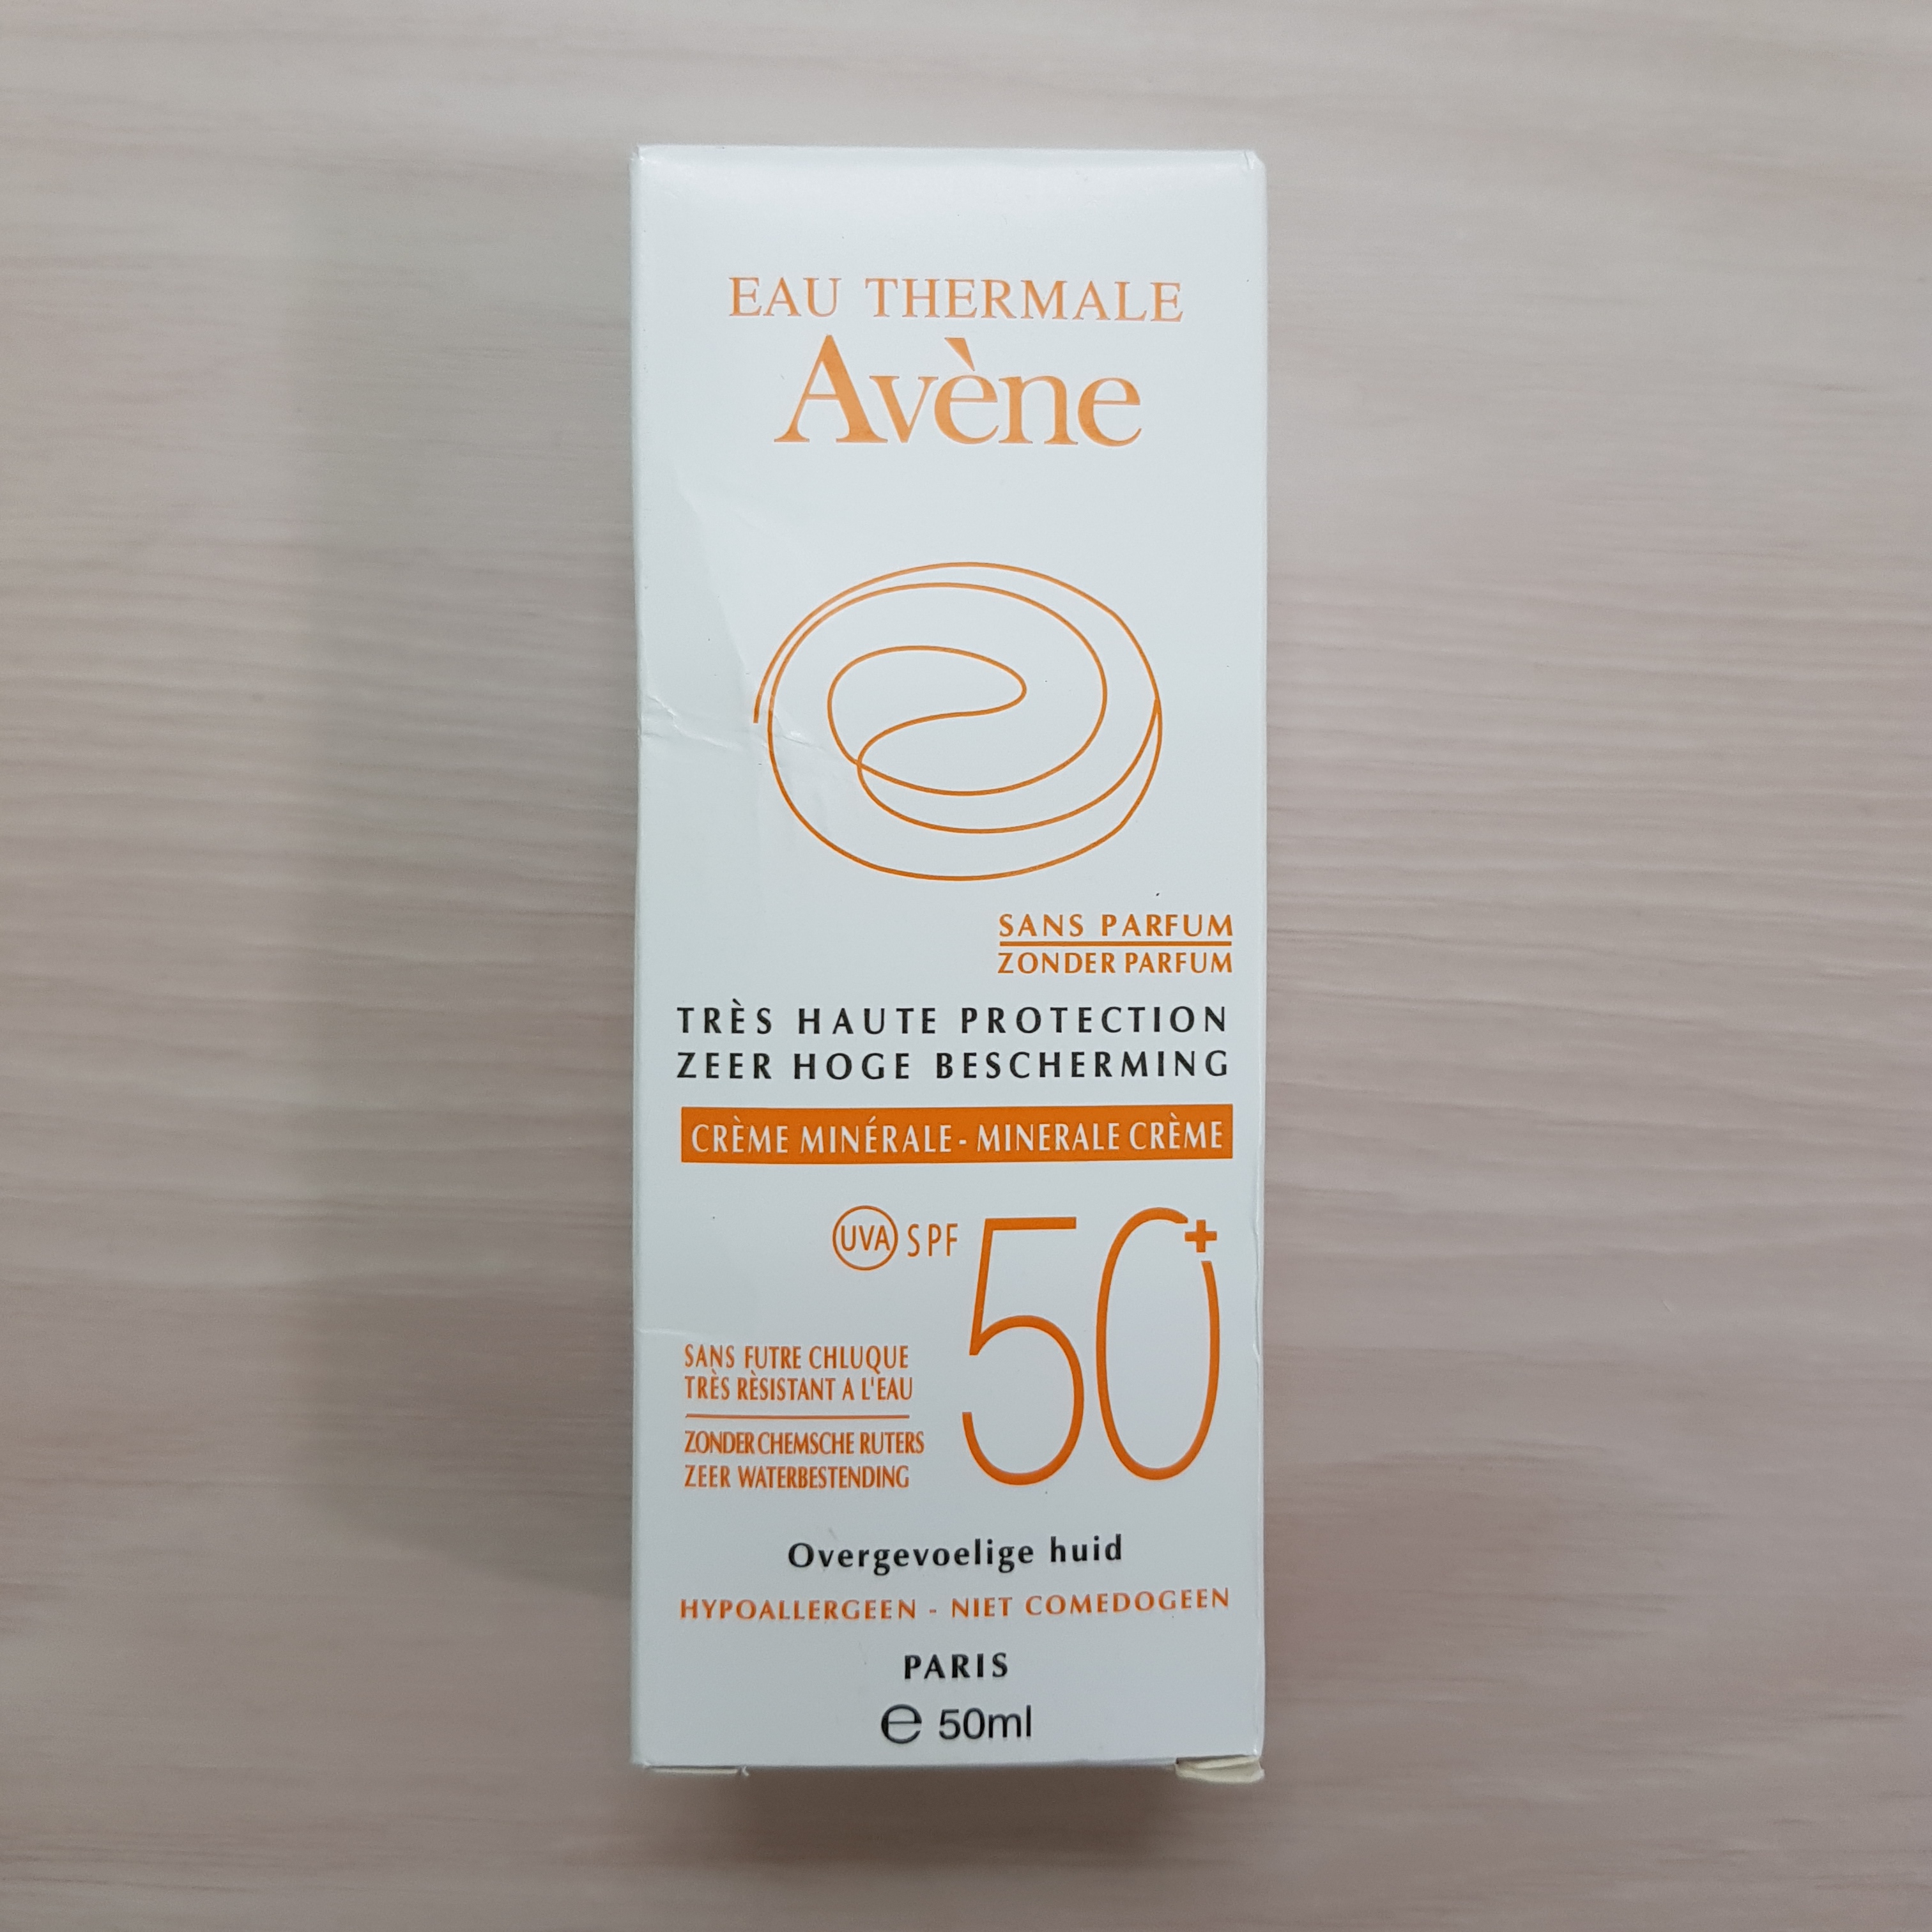 EAU THERMALE
Avène
SANS PARFUM
ZONDER PARFUM
TRÈS HAUTE PROTECTION
ZEER HOGE BESCHERMING
CRÈME MINÉRALE - MINERALE CRÈME
UVA SPF 50+
SANS FUTRE CHLUQUE
TRÈS RÈSISTANT A L'EAU
ZONDER CHEMSCHE RUTERS
ZEER WATERBESTENDING
Overgevoelige huid
HYPOALLERGEEN - NIET COMEDOGEEN
PARIS
℮ 50ml